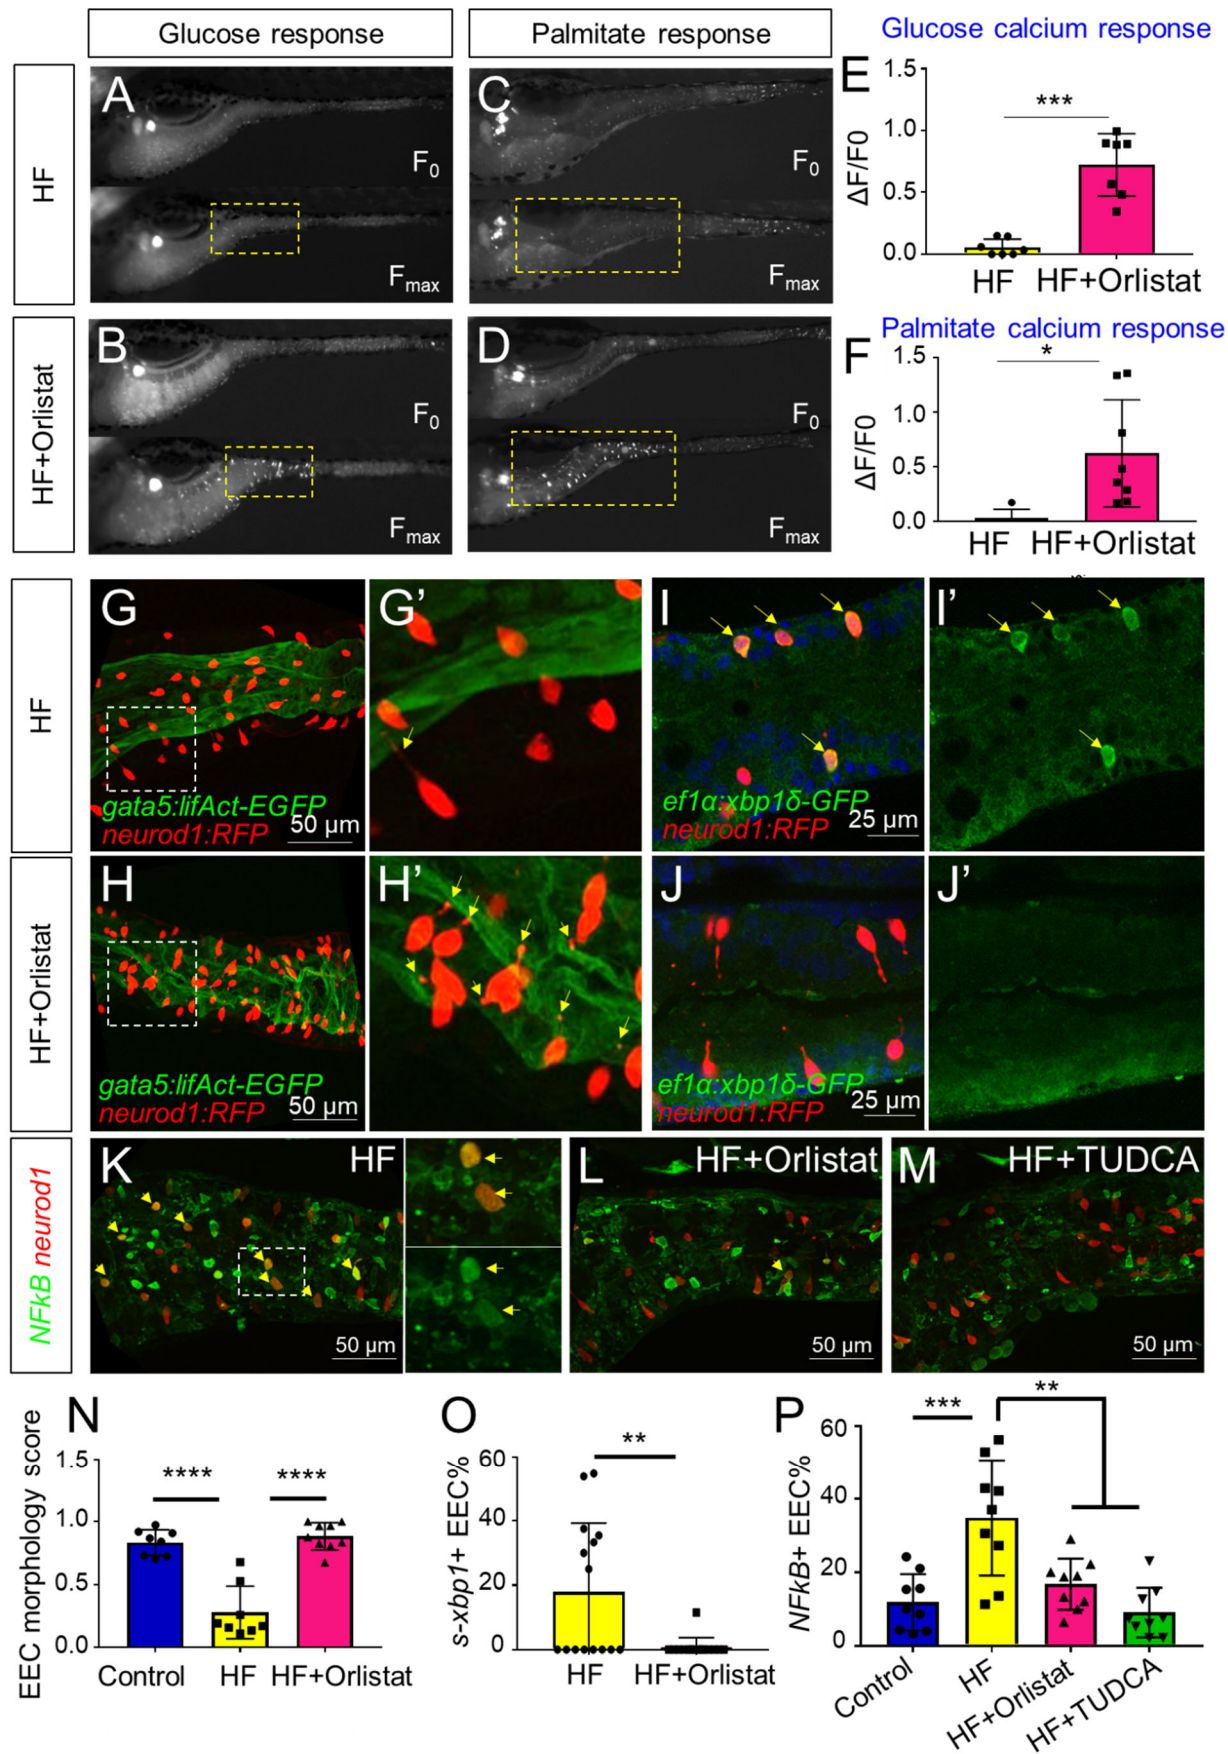 Glucose response
Palmitate response
Glucose calcium response
HF
A
F0
Fmax
C
F0
Fmax
E
ΔF/F0
1.5
1.0
0.5
0.0
***
HF
HF+Orlistat
HF+Orlistat
B
F0
Fmax
D
F0
Fmax
Palmitate calcium response
F
ΔF/F0
1.5
1.0
0.5
0.0
*
HF
HF+Orlistat
HF
G
gata5:lifAct-EGFP
neurod1:RFP
50 µm
G’
I
ef1α:xbp1δ-GFP
neurod1:RFP
25 µm
I’
HF+Orlistat
H
gata5:lifAct-EGFP
neurod1:RFP
50 µm
H’
J
ef1α:xbp1δ-GFP
neurod1:RFP
25 µm
J’
NFkB neurod1
K
HF
50 µm
L
HF+Orlistat
50 µm
M
HF+TUDCA
50 µm
N
EEC morphology score
1.5
1.0
0.5
0.0
****
****
Control
HF
HF+Orlistat
O
s-xbp1+ EEC%
60
40
20
0
**
HF
HF+Orlistat
P
NFkB+ EEC%
60
40
20
0
***
**
Control
HF
HF+Orlistat
HF+TUDCA